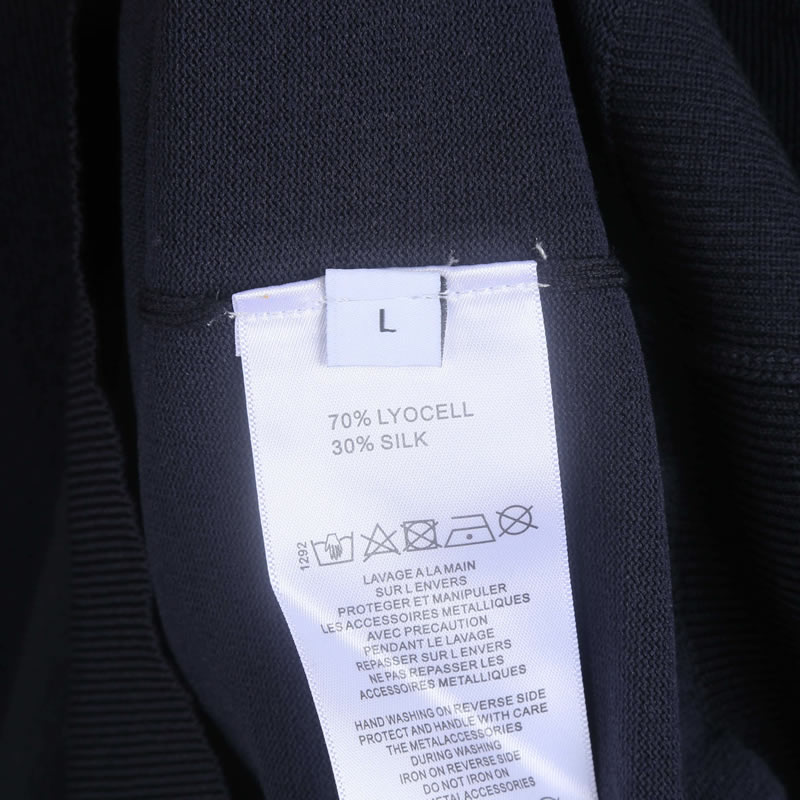 L
70% LYOCELL
30% SILK
1292
LAVAGE A LA MAIN
SUR L ENVERS
PROTEGER ET MANIPULER
LES ACCESSOIRES METALLIQUES
AVEC PRECAUTION
PENDANT LE LAVAGE
REPASSER SUR L ENVERS
NE PAS REPASSER LES
ACCESSOIRES METALLIQUES
HAND WASHING ON REVERSE SIDE
PROTECT AND HANDLE WITH CARE
THE METALACCESSORIES
DURING WASHING
IRON ON REVERSE SIDE
DO NOT IRON ON
METAL ACCESSORIES